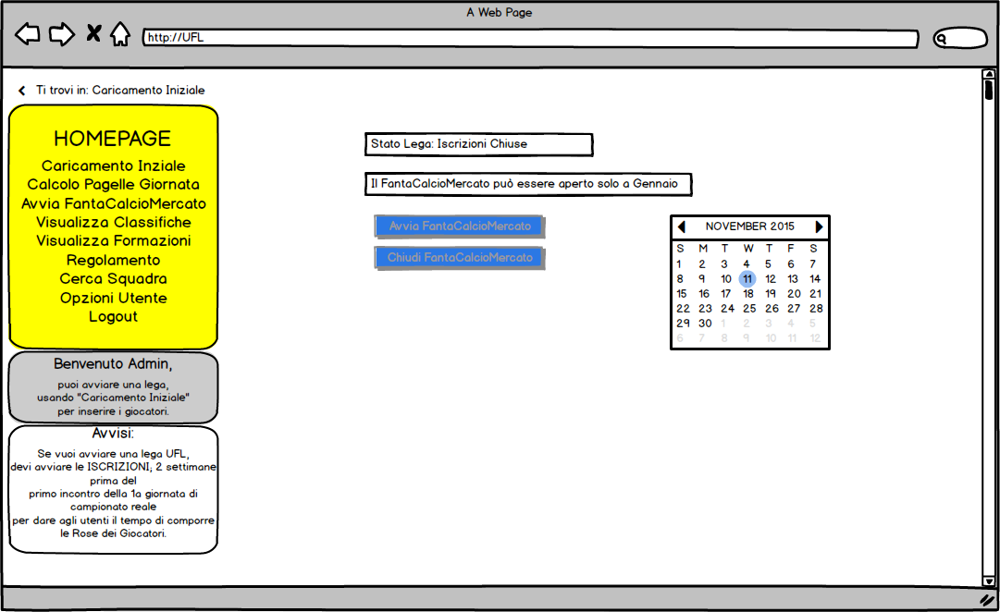 A Web Page
http://UFL
Ti trovi in: Caricamento Iniziale
HOMEPAGE
Caricamento Inziale
Calcolo Pagelle Giornata
Avvia FantaCalcioMercato
Visualizza Classifiche
Visualizza Formazioni
Regolamento
Cerca Squadra
Opzioni Utente
Logout
Benvenuto Admin,
puoi avviare una lega,
usando "Caricamento Iniziale"
per inserire i giocatori.
Avvisi:
Se vuoi avviare una lega UFL,
devi avviare le ISCRIZIONI; 2 settimane
prima del
primo incontro della 1a giornata di
campionato reale
per dare agli utenti il tempo di comporre
le Rose dei Giocatori.
Stato Lega: Iscrizioni Chiuse
Il FantaCalcioMercato può essere aperto solo a Gennaio
Avvia FantaCalcioMercato
Chiudi FantaCalcioMercato
NOVEMBER 2015
S M T W T F S
1 2 3 4 5 6 7
8 9 10 11 12 13 14
15 16 17 18 19 20 21
22 23 24 25 26 27 28
29 30 1 2 3 4 5
6 7 8 9 10 11 12